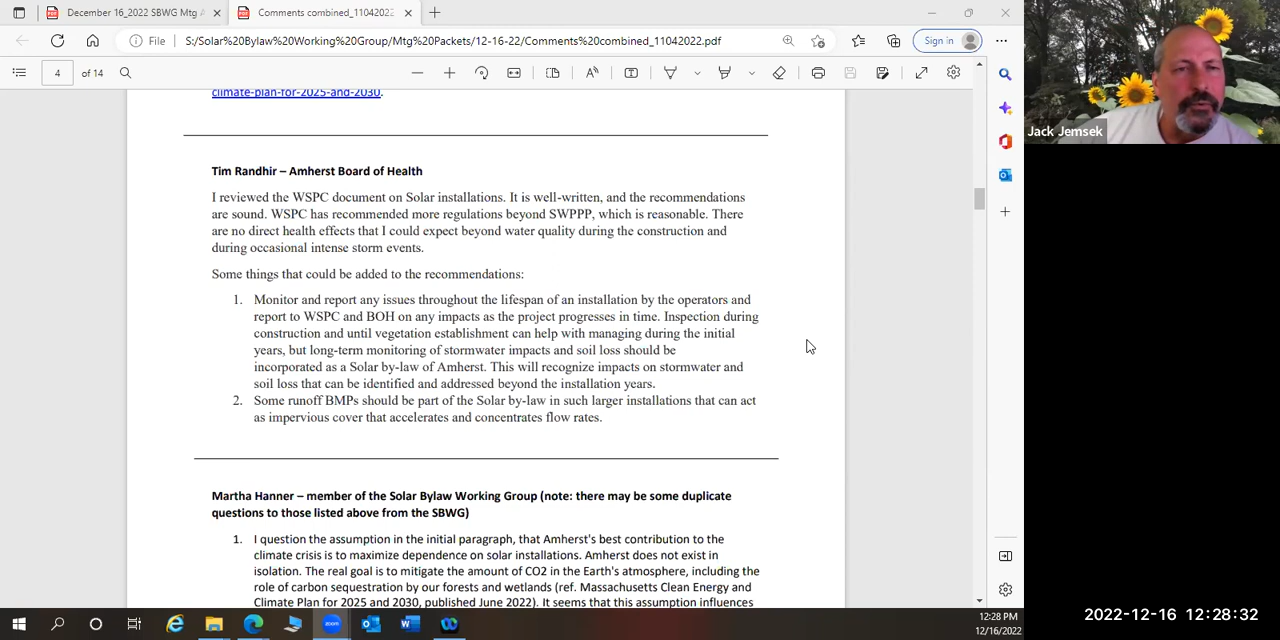 December 16_2022 SBWG Mtg A
Comments combined_11042022.p
File
S:/Solar%20Bylaw%20Working%20Group/Mtg%20Packets/12-16-22/Comments%20combined_11042022.pdf
Sign in
4 of 14
climate-plan-for-2025-and-2030.
Jack Jemsek
Tim Randhir – Amherst Board of Health
I reviewed the WSPC document on Solar installations. It is well-written, and the recommendations
are sound. WSPC has recommended more regulations beyond SWPPP, which is reasonable. There
are no direct health effects that I could expect beyond water quality during the construction and
during occasional intense storm events.
Some things that could be added to the recommendations:
1. Monitor and report any issues throughout the lifespan of an installation by the operators and
report to WSPC and BOH on any impacts as the project progresses in time. Inspection during
construction and until vegetation establishment can help with managing during the initial
years, but long-term monitoring of stormwater impacts and soil loss should be
incorporated as a Solar by-law of Amherst. This will recognize impacts on stormwater and
soil loss that can be identified and addressed beyond the installation years.
2. Some runoff BMPs should be part of the Solar by-law in such larger installations that can act
as impervious cover that accelerates and concentrates flow rates.
Martha Hanner – member of the Solar Bylaw Working Group (note: there may be some duplicate
questions to those listed above from the SBWG)
1. I question the assumption in the initial paragraph, that Amherst's best contribution to the
climate crisis is to maximize dependence on solar installations. Amherst does not exist in
isolation. The real goal is to mitigate the amount of CO2 in the Earth's atmosphere, including the
role of carbon sequestration by our forests and wetlands (ref. Massachusetts Clean Energy and
Climate Plan for 2025 and 2030, published June 2022). It seems that this assumption influences
zoom
12:28 PM
12/16/2022
2022-12-16 12:28:32